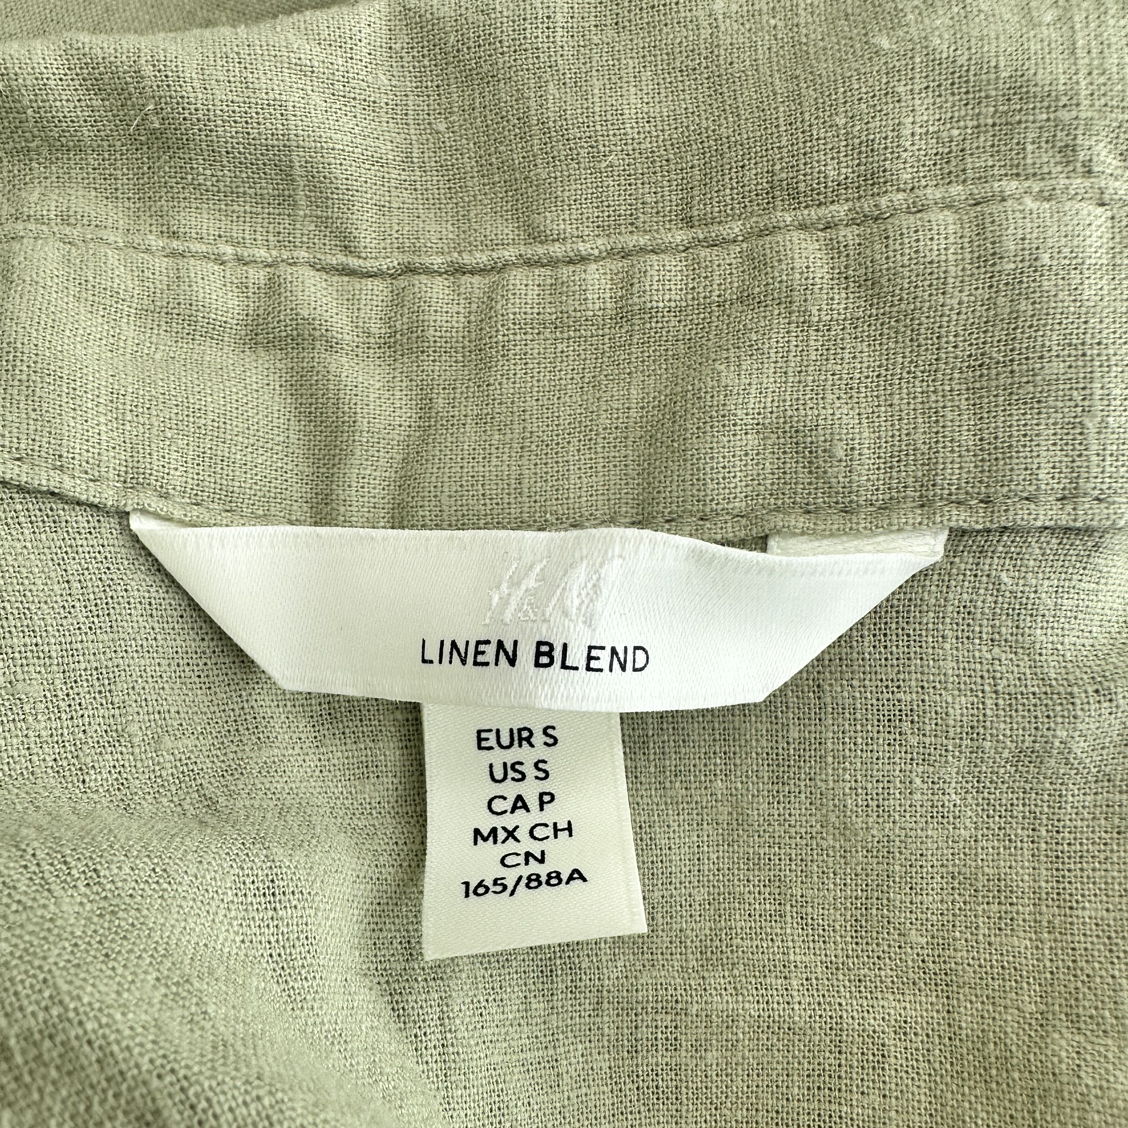 H&M
LINEN BLEND
EUR S
US S
CA P
MX CH
CN
165/88A